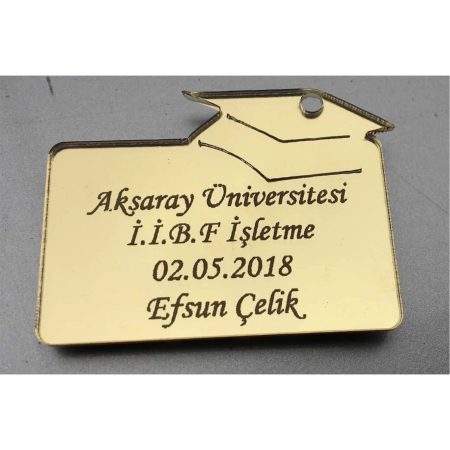 Aksaray Üniversitesi
İ.İ.B.F İşletme
02.05.2018
Efsun Çelik